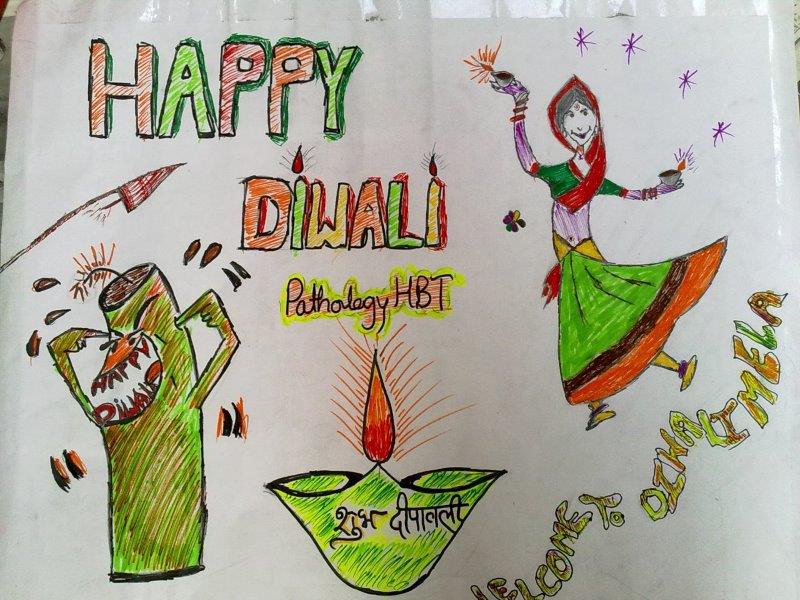 HAPPY
DIWALI
Pathology HBT
HAPPY
DIWALI
शुभ दीपावली
WELCOME TO DIWALI MELA